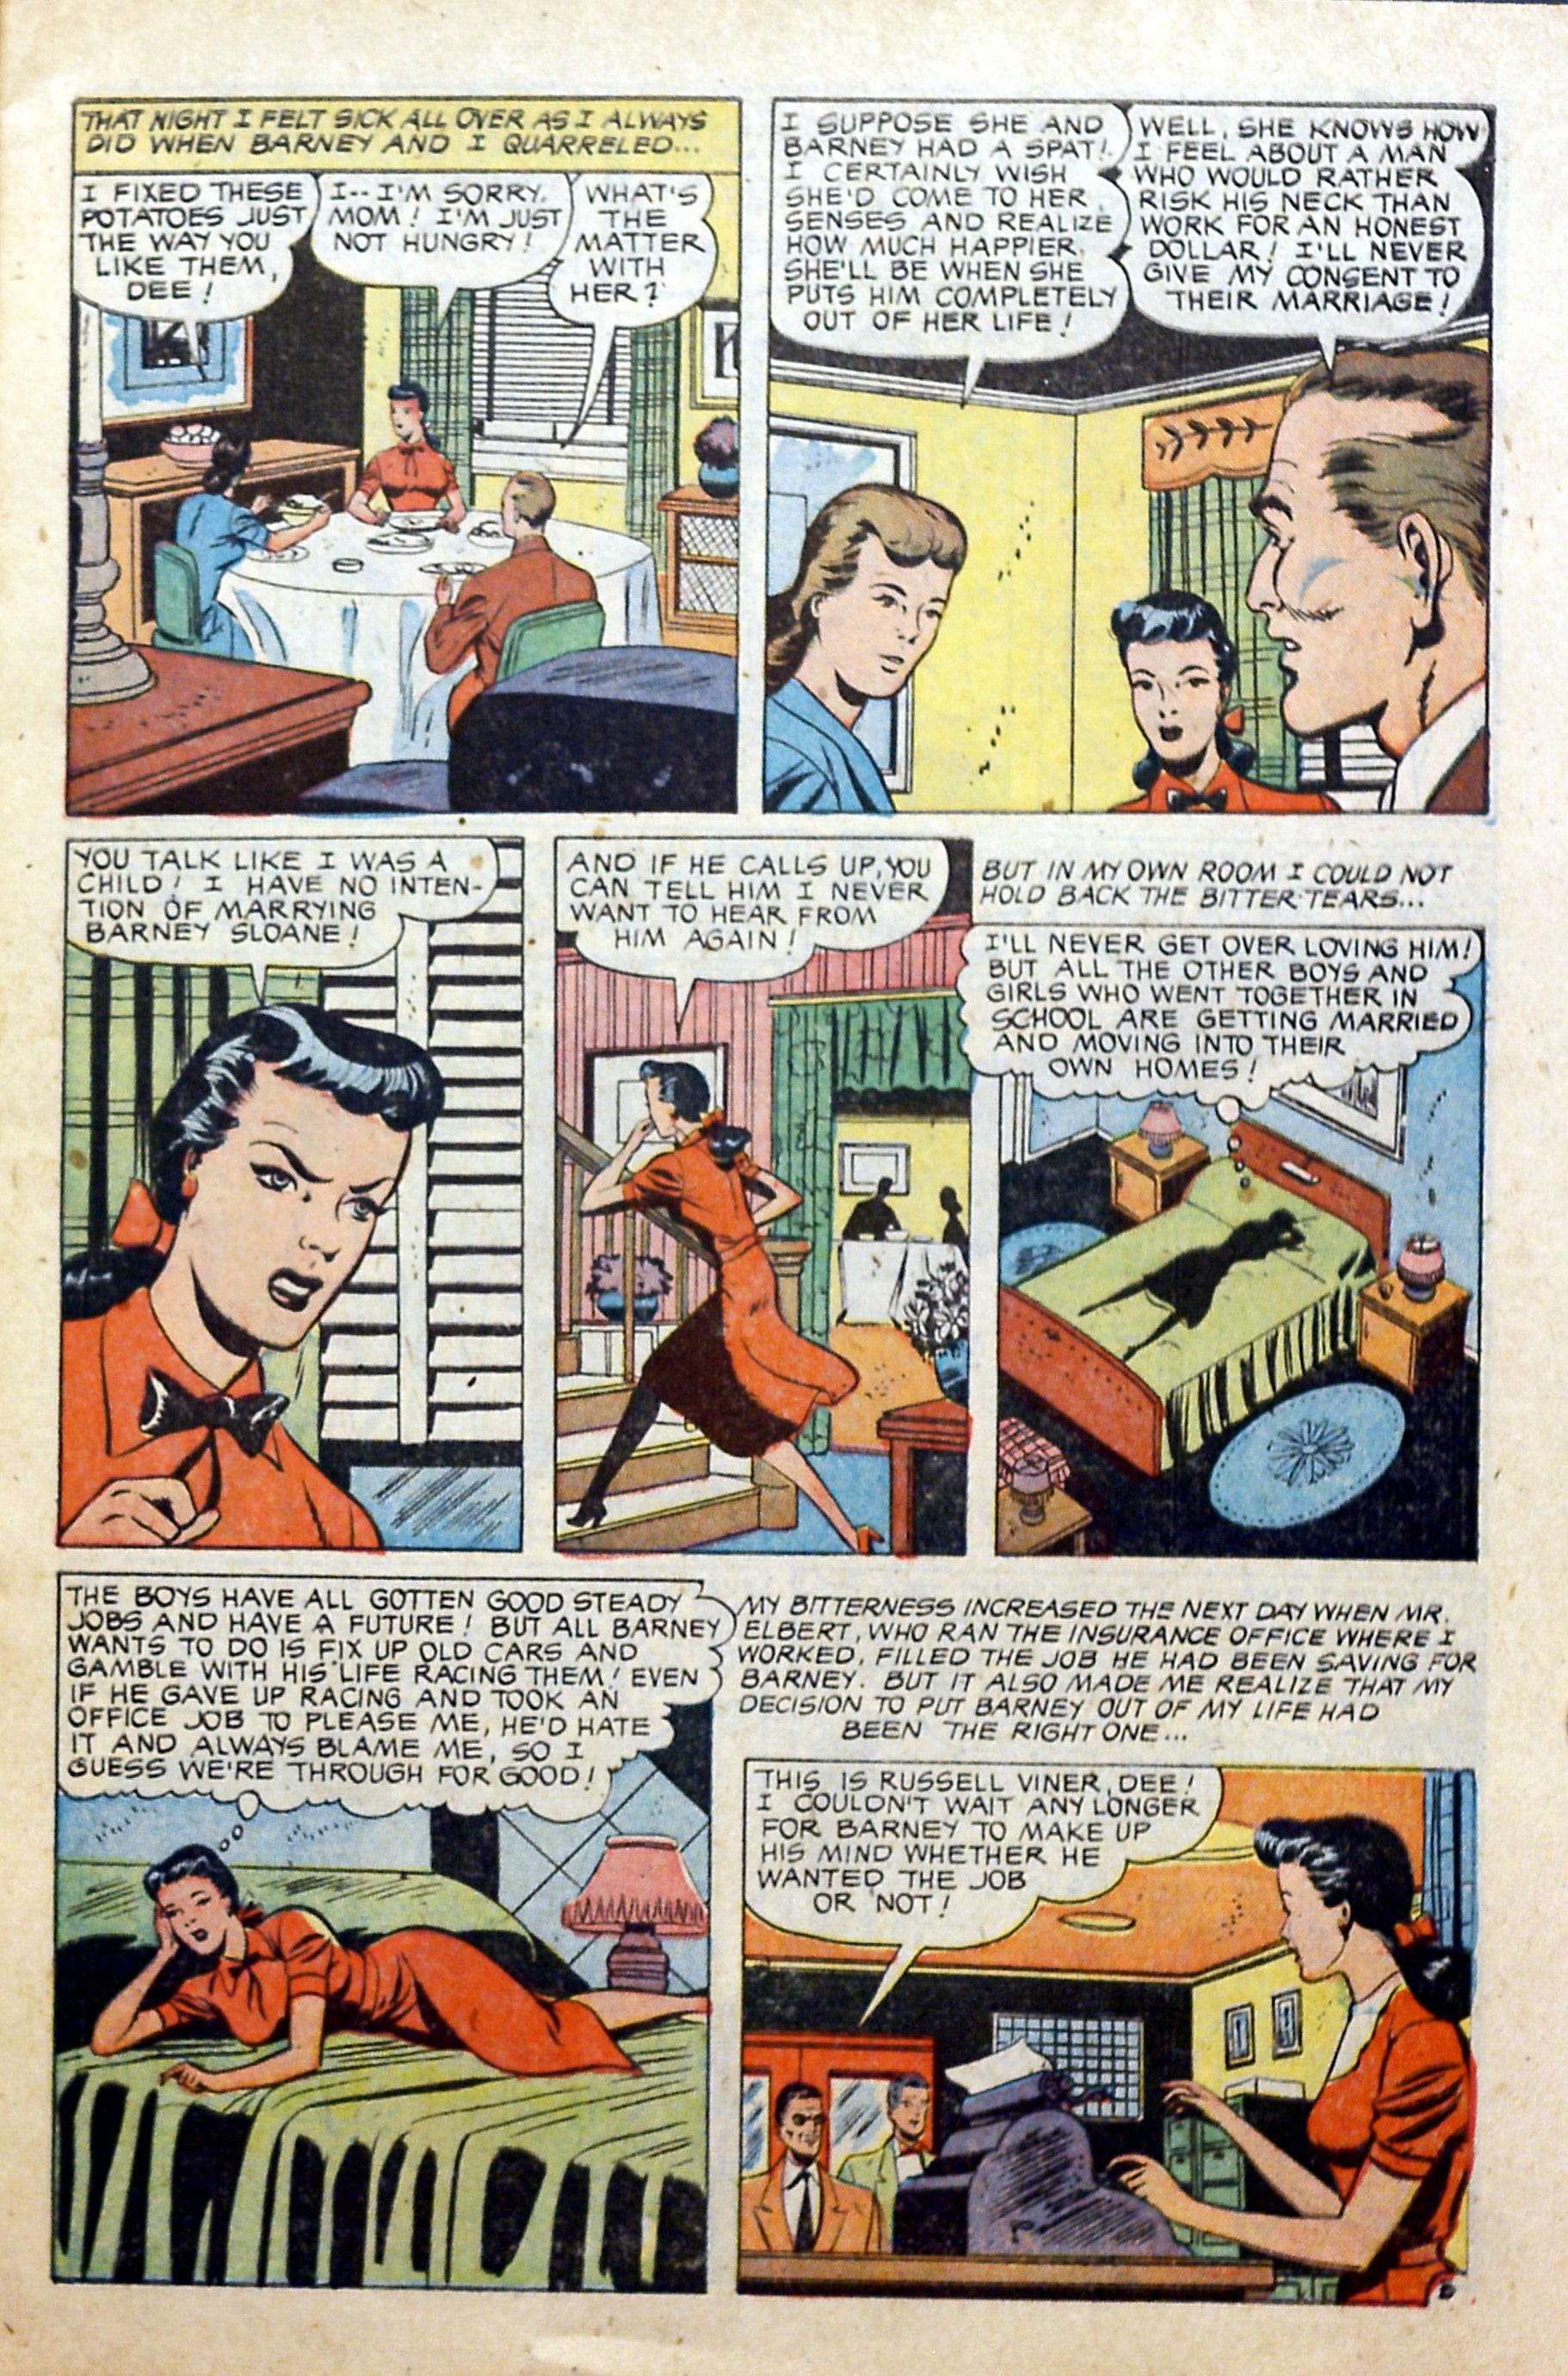 THAT NIGHT I FELT SICK ALL OVER AS I ALWAYS
DID WHEN BARNEY AND I QUARRELED...
I FIXED THESE
POTATOES JUST
THE WAY YOU
LIKE THEM,
DEE!
I-- I'M SORRY,
MOM! I'M JUST
NOT HUNGRY!
WHAT'S
THE
MATTER
WITH
HER?
I SUPPOSE SHE AND
BARNEY HAD A SPAT!
I CERTAINLY WISH
SHE'D COME TO HER
SENSES AND REALIZE
HOW MUCH HAPPIER
SHE'LL BE WHEN SHE
PUTS HIM COMPLETELY
OUT OF HER LIFE!
WELL, SHE KNOWS HOW
I FEEL ABOUT A MAN
WHO WOULD RATHER
RISK HIS NECK THAN
WORK FOR AN HONEST
DOLLAR! I'LL NEVER
GIVE MY CONSENT TO
THEIR MARRIAGE!
YOU TALK LIKE I WAS A
CHILD! I HAVE NO INTEN-
TION OF MARRYING
BARNEY SLOANE!
AND IF HE CALLS UP, YOU
CAN TELL HIM I NEVER
WANT TO HEAR FROM
HIM AGAIN!
BUT IN MY OWN ROOM I COULD NOT
HOLD BACK THE BITTER TEARS...
I'LL NEVER GET OVER LOVING HIM!
BUT ALL THE OTHER BOYS AND
GIRLS WHO WENT TOGETHER IN
SCHOOL ARE GETTING MARRIED
AND MOVING INTO THEIR
OWN HOMES!
THE BOYS HAVE ALL GOTTEN GOOD STEADY
JOBS AND HAVE A FUTURE! BUT ALL BARNEY
WANTS TO DO IS FIX UP OLD CARS AND
GAMBLE WITH HIS LIFE RACING THEM! EVEN
IF HE GAVE UP RACING AND TOOK AN
OFFICE JOB TO PLEASE ME, HE'D HATE
IT AND ALWAYS BLAME ME, SO I
GUESS WE'RE THROUGH FOR GOOD!
MY BITTERNESS INCREASED THE NEXT DAY WHEN MR.
ELBERT, WHO RAN THE INSURANCE OFFICE WHERE I
WORKED, FILLED THE JOB HE HAD BEEN SAVING FOR
BARNEY. BUT IT ALSO MADE ME REALIZE THAT MY
DECISION TO PUT BARNEY OUT OF MY LIFE HAD
BEEN THE RIGHT ONE...
THIS IS RUSSELL VINER, DEE!
I COULDN'T WAIT ANY LONGER
FOR BARNEY TO MAKE UP
HIS MIND WHETHER HE
WANTED THE JOB
OR NOT!